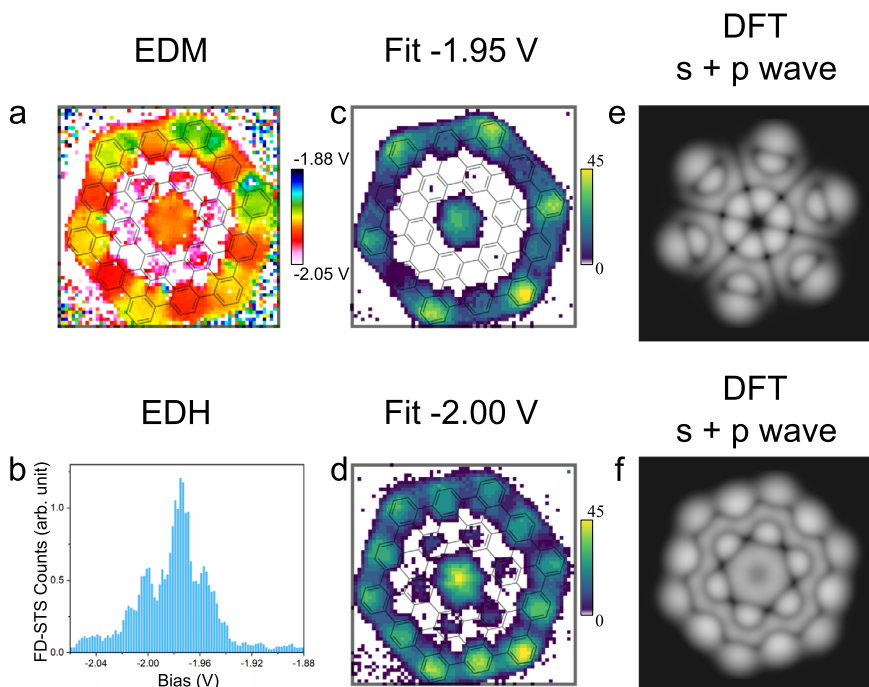 EDM
Fit -1.95 V
DFT
s + p wave
a
c
e
-1.88 V
-2.05 V
45
0
EDH
Fit -2.00 V
DFT
s + p wave
b
d
f
FD-STS Counts (arb. unit)
1.0
0.5
0.0
-2.04
-2.00
-1.96
-1.92
-1.88
Bias (V)
45
0